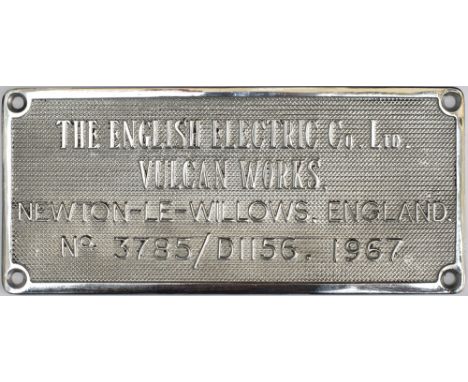 THE ENGLISH ELECTRIC Co. LTD.
VULCAN WORKS.
NEWTON-LE-WILLOWS. ENGLAND.
No. 3785/D1156. 1967